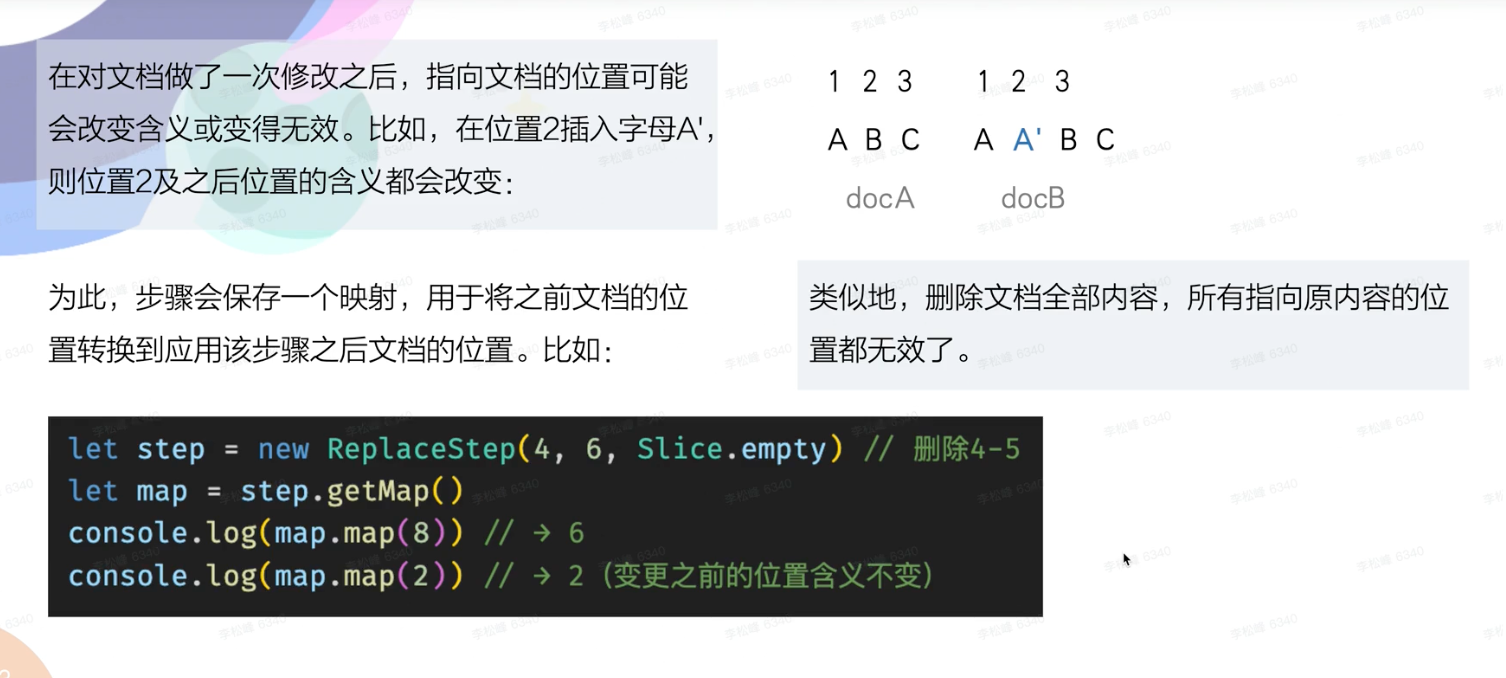 在对文档做了一次修改之后，指向文档的位置可能
会改变含义或变得无效。比如，在位置2插入字母A'，
则位置2及之后位置的含义都会改变：
1 2 3 1 2 3
A B C A A' B C
docA docB
为此，步骤会保存一个映射，用于将之前文档的位
置转换到应用该步骤之后文档的位置。比如：
类似地，删除文档全部内容，所有指向原内容的位
置都无效了。
let step = new ReplaceStep(4, 6, Slice.empty) // 删除4-5
let map = step.getMap()
console.log(map.map(8)) // → 6
console.log(map.map(2)) // → 2（变更之前的位置含义不变）